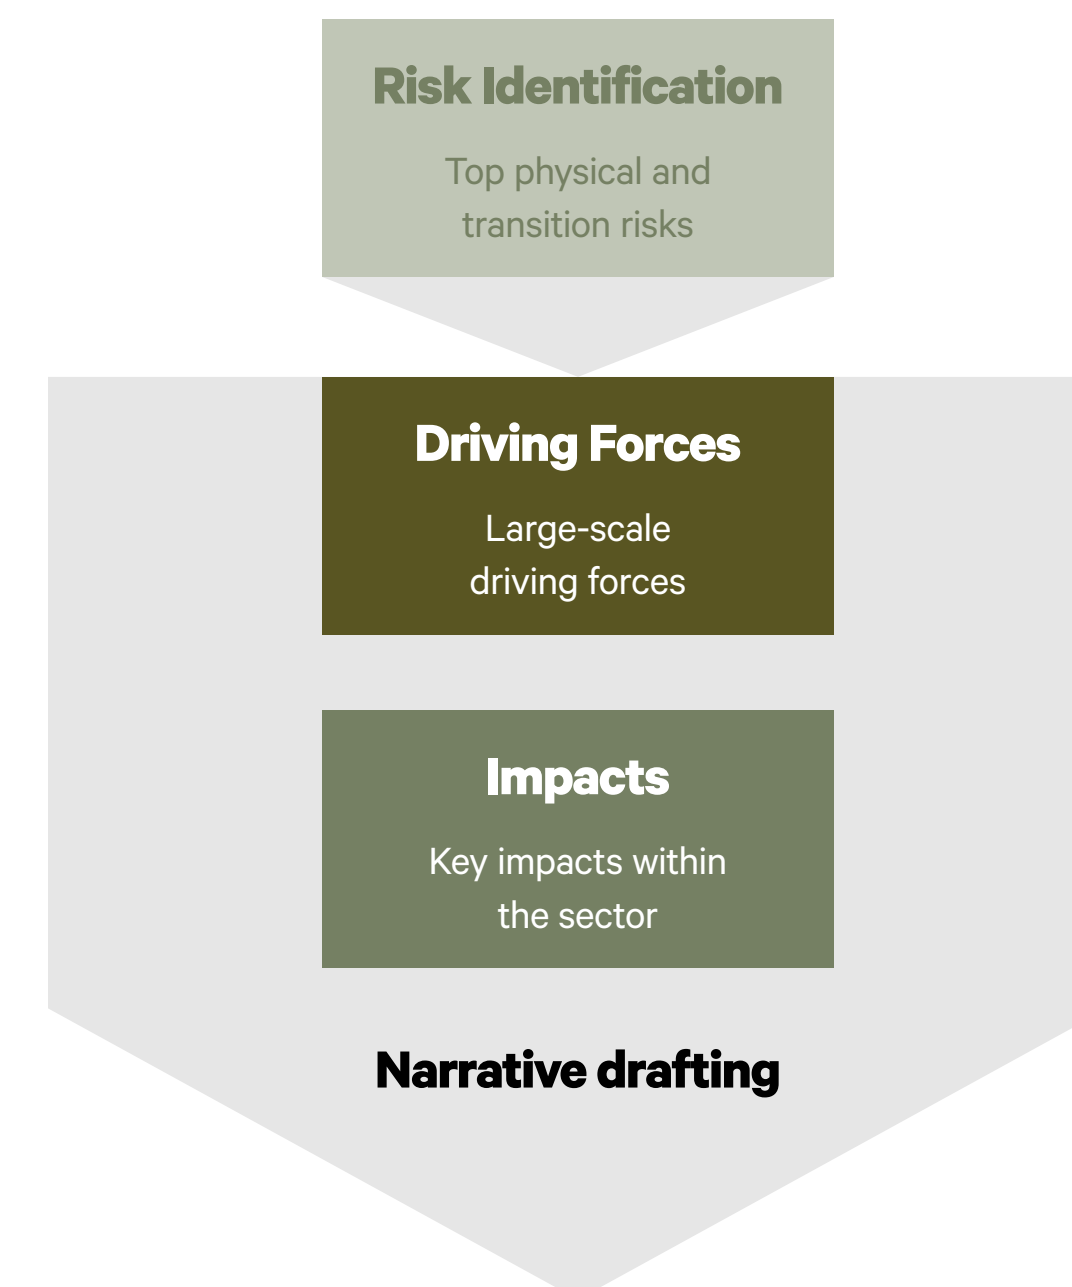 Risk Identification
Top physical and
transition risks
Driving Forces
Large-scale
driving forces
Impacts
Key impacts within
the sector
Narrative drafting